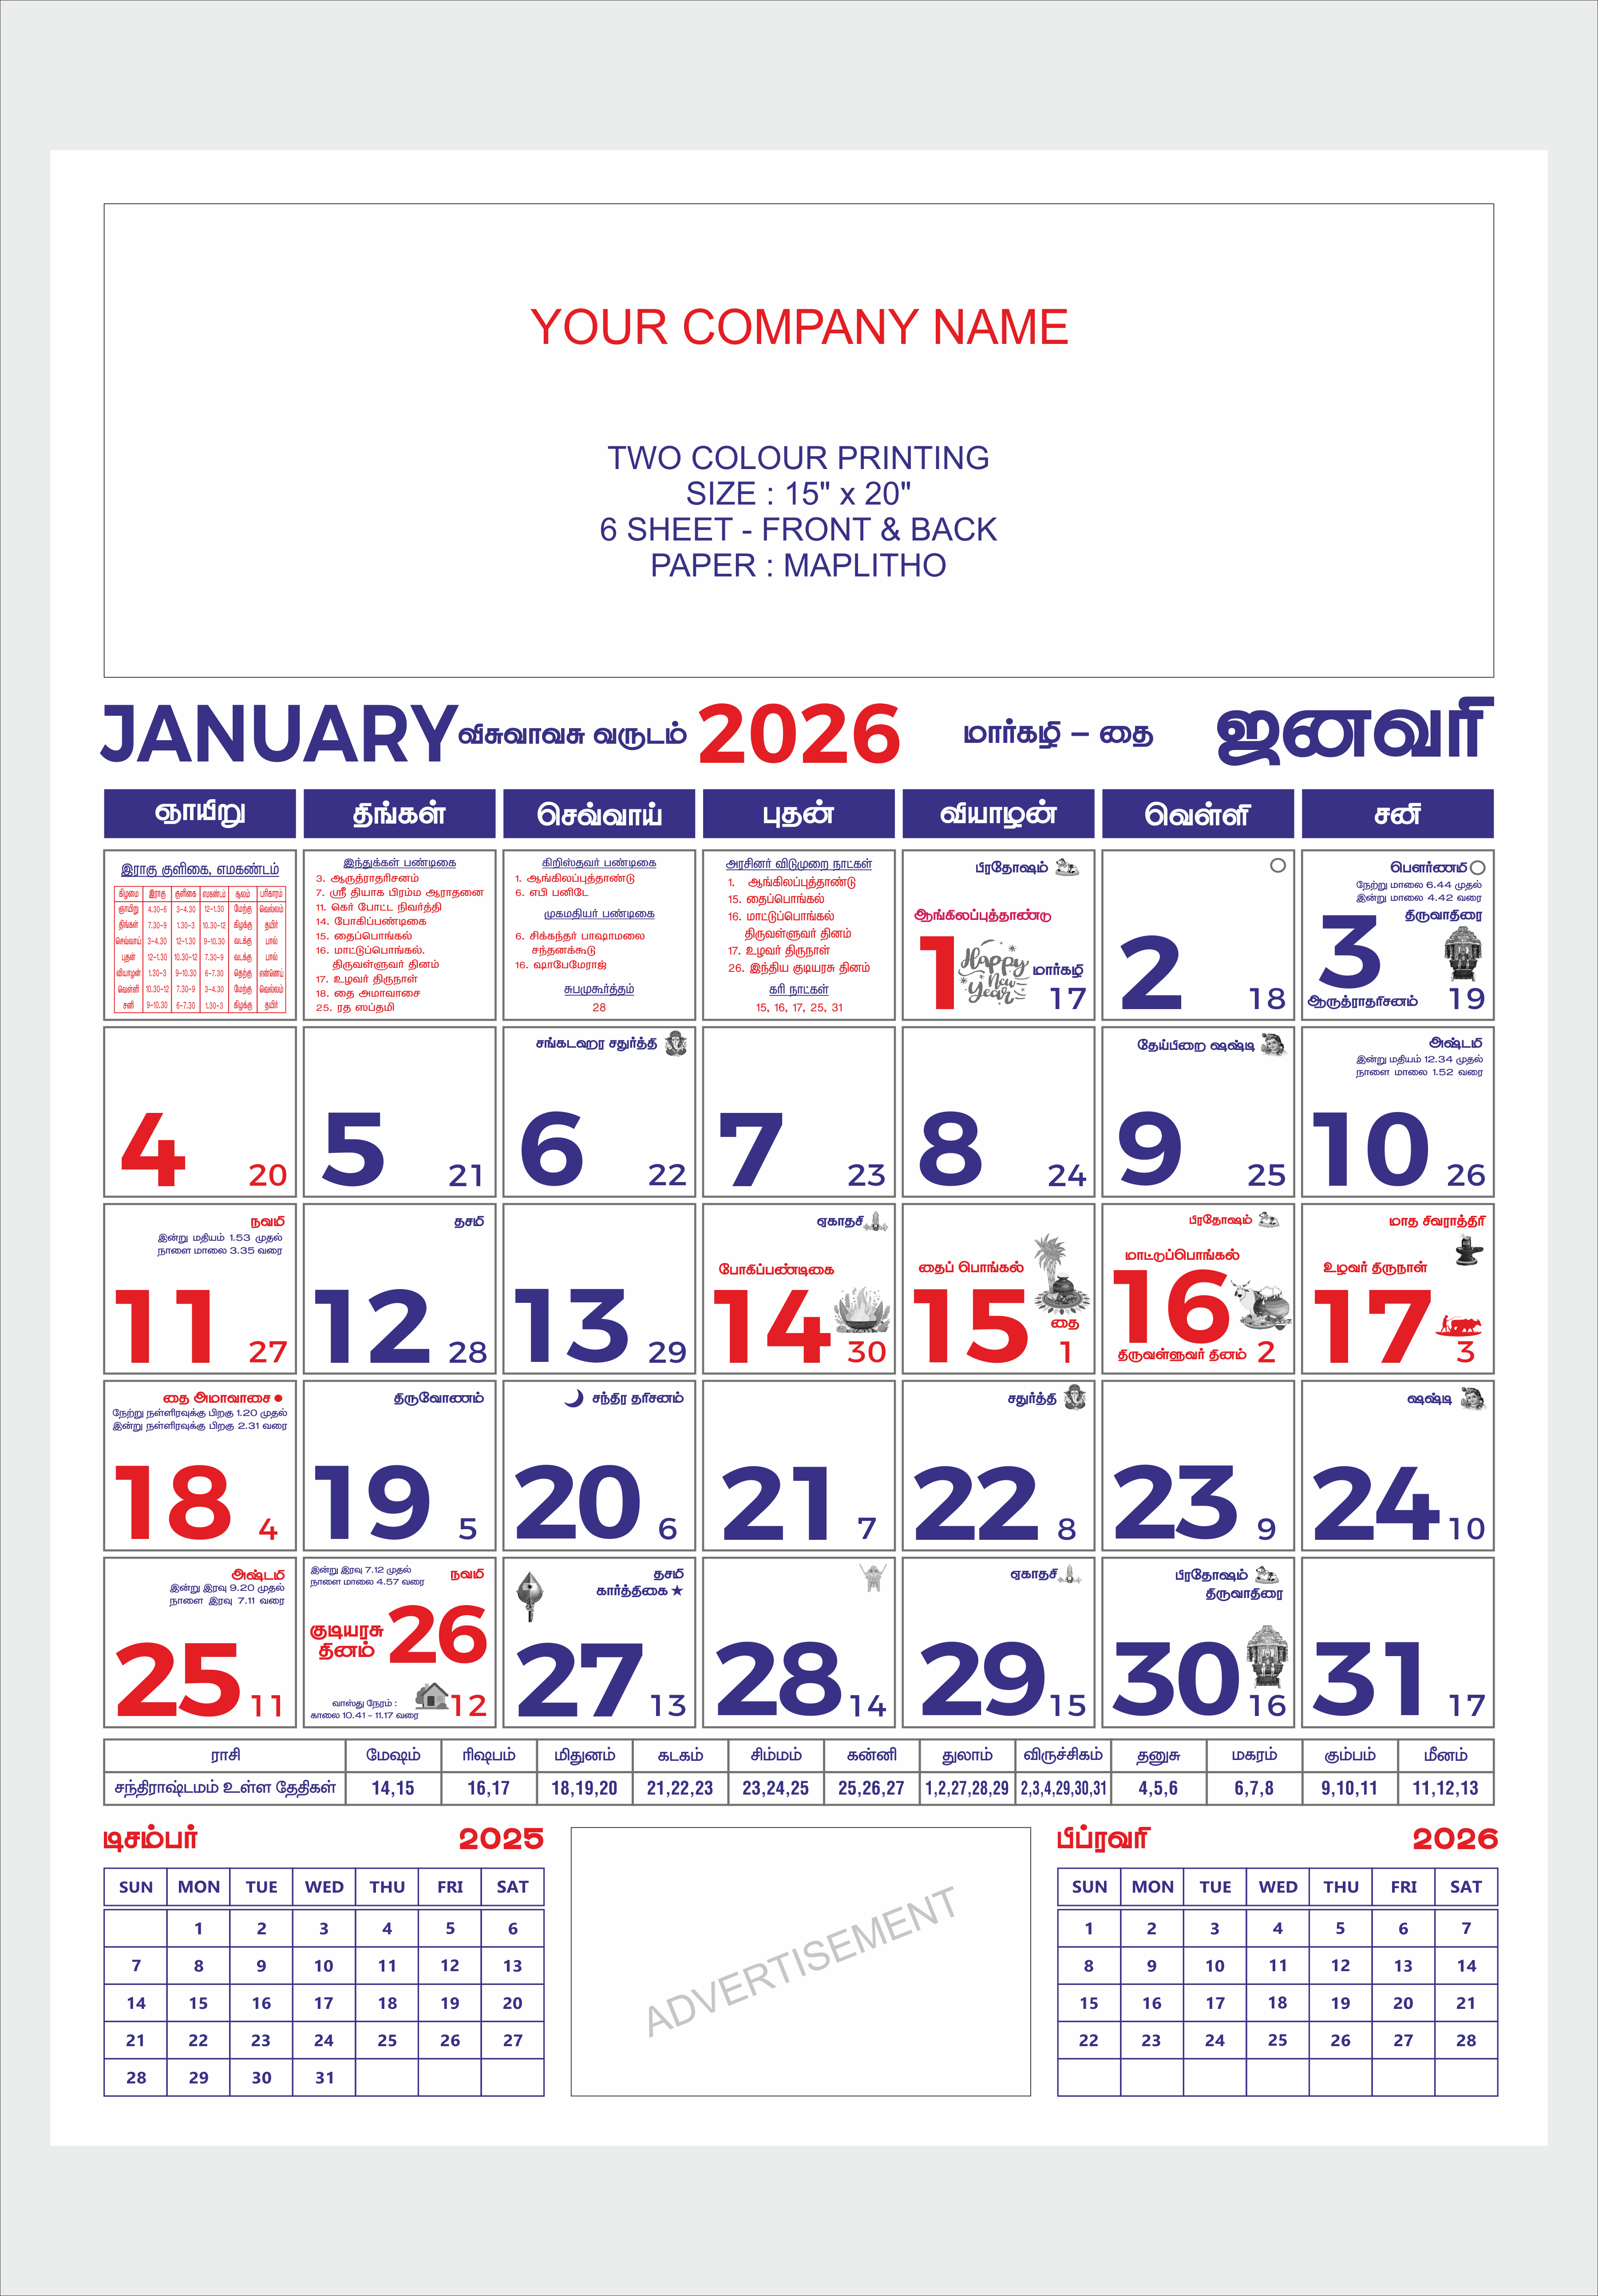 YOUR COMPANY NAME
TWO COLOUR PRINTING
SIZE : 15" x 20"
6 SHEET - FRONT & BACK
PAPER : MAPLITHO
JANUARY விசுவாவசு வருடம் 2026 மார்கழி – தை ஜனவரி
ஞாயிறு திங்கள் செவ்வாய் புதன் வியாழன் வெள்ளி சனி
இராகு குளிகை, எமகண்டம்
கிழமை இராகு குளிகை எமகண்டம் சூலம் பரிகாரம்
ஞாயிறு 4.30-6 3-4.30 12-1.30 மேற்கு வெல்லம்
திங்கள் 7.30-9 1.30-3 10.30-12 கிழக்கு தயிர்
செவ்வாய் 3-4.30 12-1.30 9-10.30 வடக்கு பால்
புதன் 12-1.30 10.30-12 7.30-9 வடக்கு பால்
வியாழன் 1.30-3 9-10.30 6-7.30 தெற்கு எண்ணெய்
வெள்ளி 10.30-12 7.30-9 3-4.30 மேற்கு வெல்லம்
சனி 9-10.30 6-7.30 1.30-3 கிழக்கு தயிர்
இந்துக்கள் பண்டிகை
3. ஆருத்ராதரிசனம்
7. ஸ்ரீ தியாக பிரம்ம ஆராதனை
11. கெர் போட்ட நிவர்த்தி
14. போகிப்பண்டிகை
15. தைப்பொங்கல்
16. மாட்டுப்பொங்கல்.
திருவள்ளுவர் தினம்
17. உழவர் திருநாள்
18. தை அமாவாசை
25. ரத ஸப்தமி
கிறிஸ்தவர் பண்டிகை
1. ஆங்கிலப்புத்தாண்டு
6. எபி பனிடே
முகமதியர் பண்டிகை
6. சிக்கந்தர் பாஷாமலை
சந்தனக்கூடு
16. ஷாபேமேராஜ்
சுபமுகூர்த்தம்
28
அரசினர் விடுமுறை நாட்கள்
1. ஆங்கிலப்புத்தாண்டு
15. தைப்பொங்கல்
16. மாட்டுப்பொங்கல்
திருவள்ளுவர் தினம்
17. உழவர் திருநாள்
26. இந்திய குடியரசு தினம்
கரி நாட்கள்
15, 16, 17, 25, 31
பிரதோஷம்
ஆங்கிலப்புத்தாண்டு
1 Happy New Year மார்கழி 17
2 18
பௌர்ணமி
நேற்று மாலை 6.44 முதல்
இன்று மாலை 4.42 வரை
திருவாதிரை
3
ஆருத்ராதரிசனம் 19
4 20
5 21
சங்கடஹர சதுர்த்தி
6 22
7 23
8 24
தேய்பிறை ஷஷ்டி
9 25
அஷ்டமி
இன்று மதியம் 12.34 முதல்
நாளை மாலை 1.52 வரை
10 26
நவமி
இன்று மதியம் 1.53 முதல்
நாளை மாலை 3.35 வரை
11 27
தசமி
12 28
13 29
ஏகாதசி
போகிப்பண்டிகை
14 30
தைப் பொங்கல்
15 தை 1
பிரதோஷம்
மாட்டுப்பொங்கல்
16
திருவள்ளுவர் தினம் 2
மாத சிவராத்திரி
உழவர் திருநாள்
17 3
தை அமாவாசை
நேற்று நள்ளிரவுக்கு பிறகு 1.20 முதல்
இன்று நள்ளிரவுக்கு பிறகு 2.31 வரை
18 4
திருவோணம்
19 5
சந்திர தரிசனம்
20 6
21 7
சதுர்த்தி
22 8
23 9
ஷஷ்டி
24 10
அஷ்டமி
இன்று இரவு 9.20 முதல்
நாளை இரவு 7.11 வரை
25 11
இன்று இரவு 7.12 முதல்
நாளை மாலை 4.57 வரை
நவமி
குடியரசு
தினம்
26
வாஸ்து நேரம் :
காலை 10.41 – 11.17 வரை
12
தசமி
கார்த்திகை ★
27 13
28 14
ஏகாதசி
29 15
பிரதோஷம்
திருவாதிரை
30 16
31 17
ராசி மேஷம் ரிஷபம் மிதுனம் கடகம் சிம்மம் கன்னி துலாம் விருச்சிகம் தனுசு மகரம் கும்பம் மீனம்
சந்திராஷ்டமம் உள்ள தேதிகள் 14,15 16,17 18,19,20 21,22,23 23,24,25 25,26,27 1,2,27,28,29 2,3,4,29,30,31 4,5,6 6,7,8 9,10,11 11,12,13
டிசம்பர் 2025
SUN MON TUE WED THU FRI SAT
1 2 3 4 5 6
7 8 9 10 11 12 13
14 15 16 17 18 19 20
21 22 23 24 25 26 27
28 29 30 31
ADVERTISEMENT
பிப்ரவரி 2026
SUN MON TUE WED THU FRI SAT
1 2 3 4 5 6 7
8 9 10 11 12 13 14
15 16 17 18 19 20 21
22 23 24 25 26 27 28